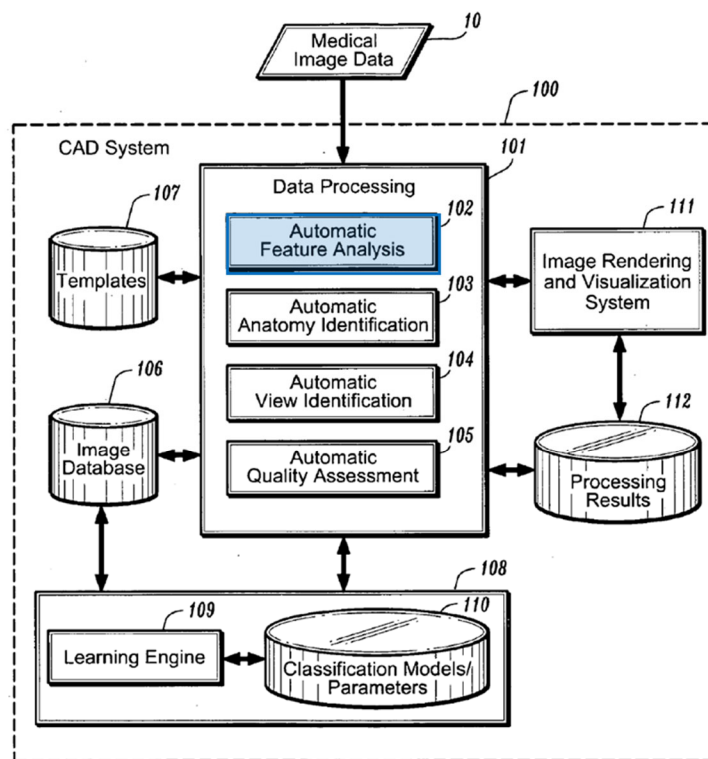 Medical
Image Data
10
100
CAD System
101
Data Processing
107
Templates
102
Automatic
Feature Analysis
111
Image Rendering
and Visualization
System
103
Automatic
Anatomy Identification
106
Image
Database
104
Automatic
View Identification
112
Processing
Results
105
Automatic
Quality Assessment
108
109
Learning Engine
110
Classification Models/
Parameters